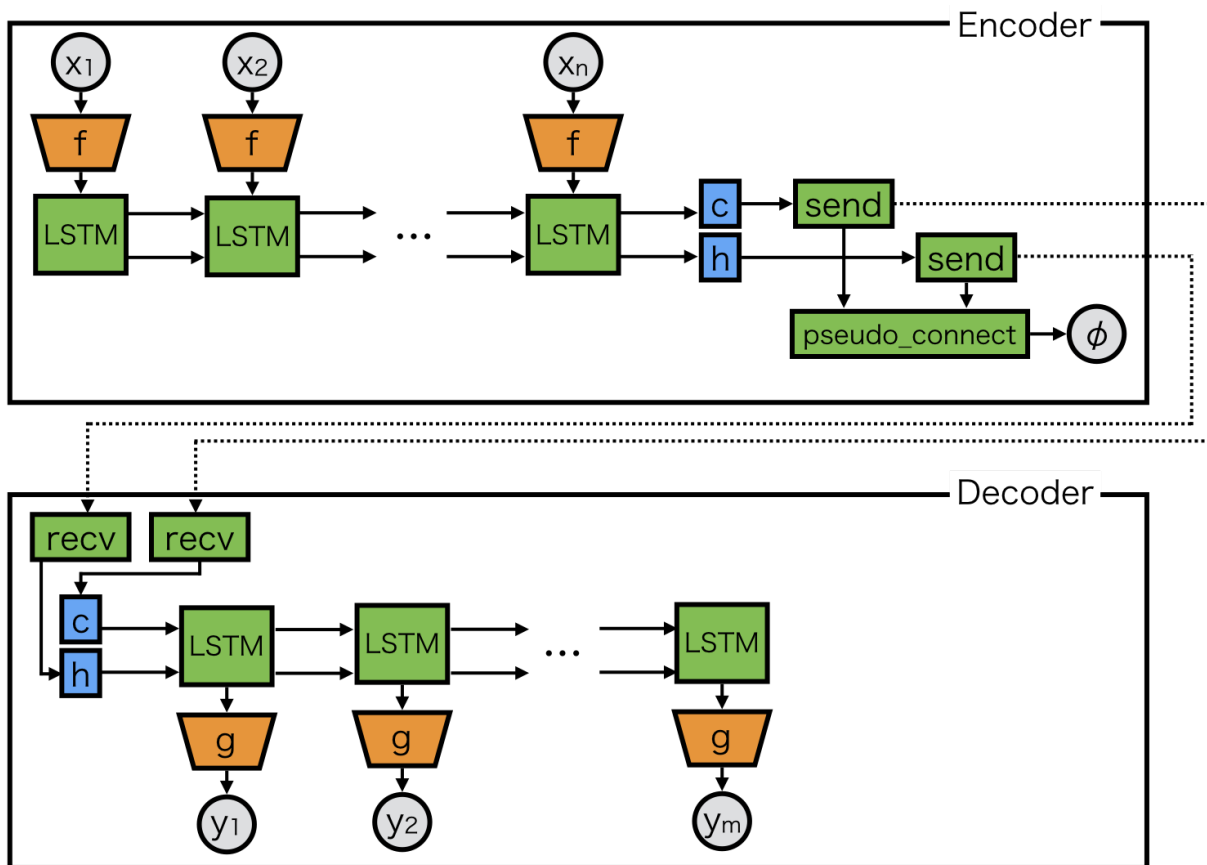 Encoder
x1
x2
xn
f
f
f
LSTM
LSTM
...
LSTM
c
send
h
send
pseudo_connect
ϕ
Decoder
recv
recv
c
h
LSTM
LSTM
...
LSTM
g
g
g
y1
y2
ym